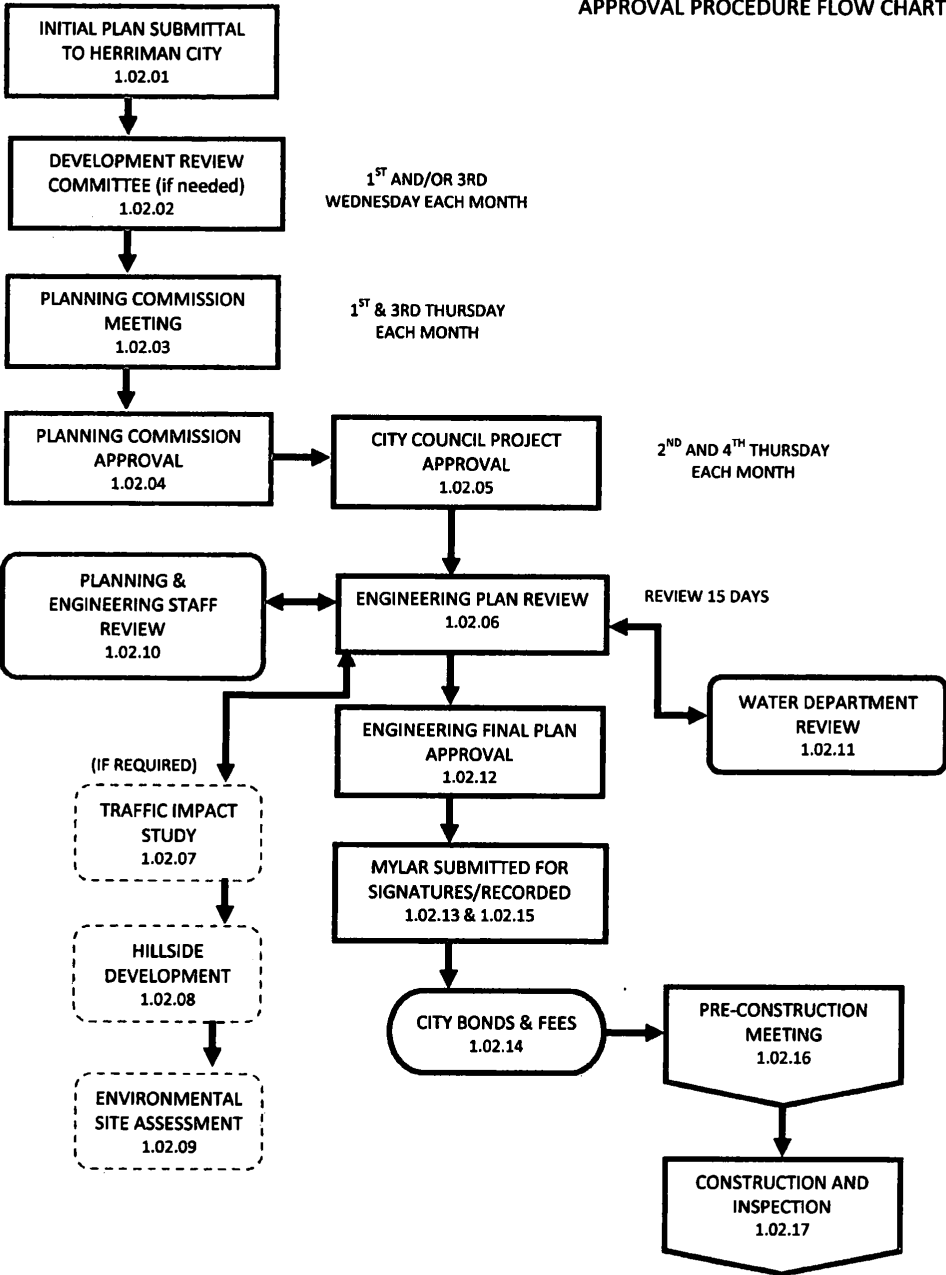 APPROVAL PROCEDURE FLOW CHART
INITIAL PLAN SUBMITTAL
TO HERRIMAN CITY
1.02.01
DEVELOPMENT REVIEW
COMMITTEE (if needed)
1.02.02
1ST AND/OR 3RD
WEDNESDAY EACH MONTH
PLANNING COMMISSION
MEETING
1.02.03
1ST & 3RD THURSDAY
EACH MONTH
PLANNING COMMISSION
APPROVAL
1.02.04
CITY COUNCIL PROJECT
APPROVAL
1.02.05
2ND AND 4TH THURSDAY
EACH MONTH
PLANNING &
ENGINEERING STAFF
REVIEW
1.02.10
ENGINEERING PLAN REVIEW
1.02.06
REVIEW 15 DAYS
WATER DEPARTMENT
REVIEW
1.02.11
ENGINEERING FINAL PLAN
APPROVAL
1.02.12
(IF REQUIRED)
TRAFFIC IMPACT
STUDY
1.02.07
MYLAR SUBMITTED FOR
SIGNATURES/RECORDED
1.02.13 & 1.02.15
HILLSIDE
DEVELOPMENT
1.02.08
CITY BONDS & FEES
1.02.14
PRE-CONSTRUCTION
MEETING
1.02.16
ENVIRONMENTAL
SITE ASSESSMENT
1.02.09
CONSTRUCTION AND
INSPECTION
1.02.17